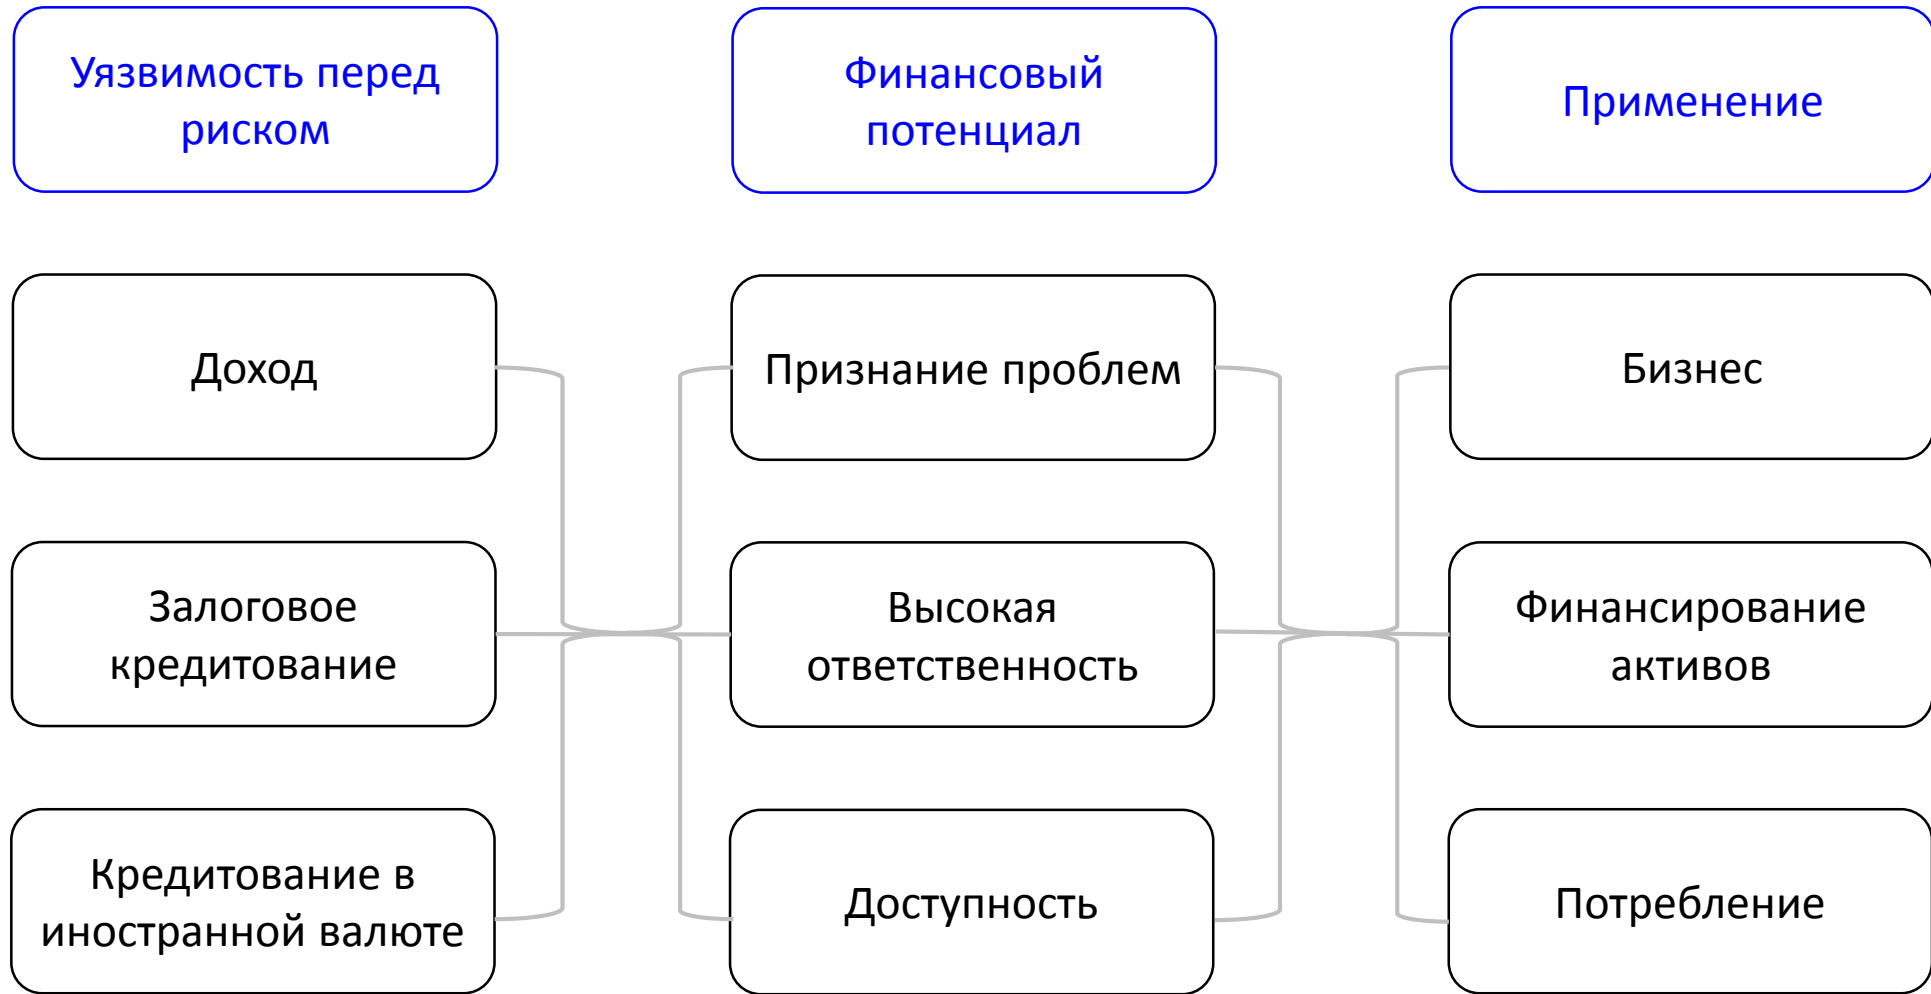 Уязвимость перед
риском
Финансовый
потенциал
Применение
Доход
Признание проблем
Бизнес
Залоговое
кредитование
Высокая
ответственность
Финансирование
активов
Кредитование в
иностранной валюте
Доступность
Потребление